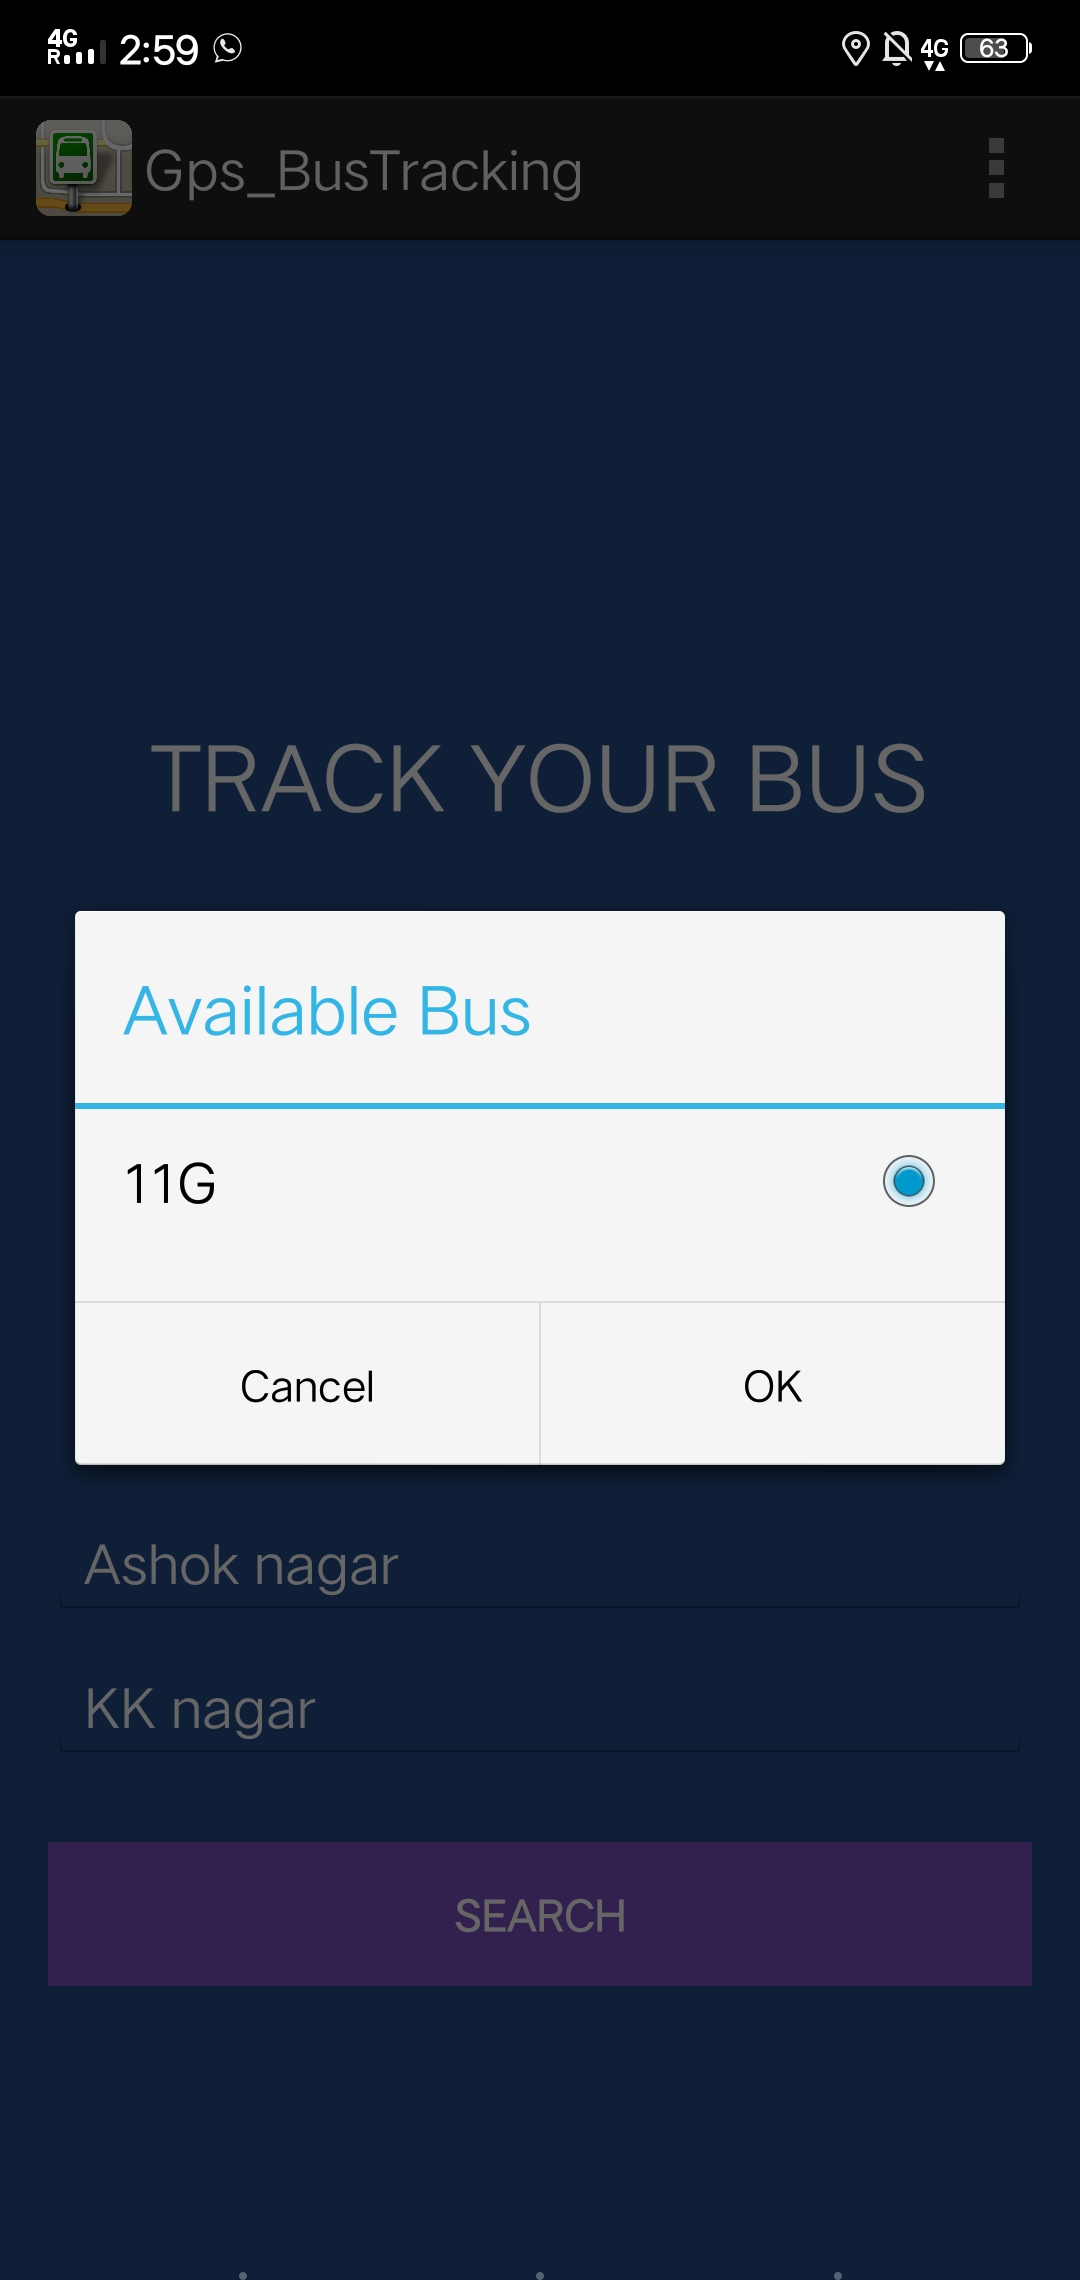 4G
R
2:59
4G
63
Gps_BusTracking
TRACK YOUR BUS
Available Bus
11G
Cancel
OK
Ashok nagar
KK nagar
SEARCH